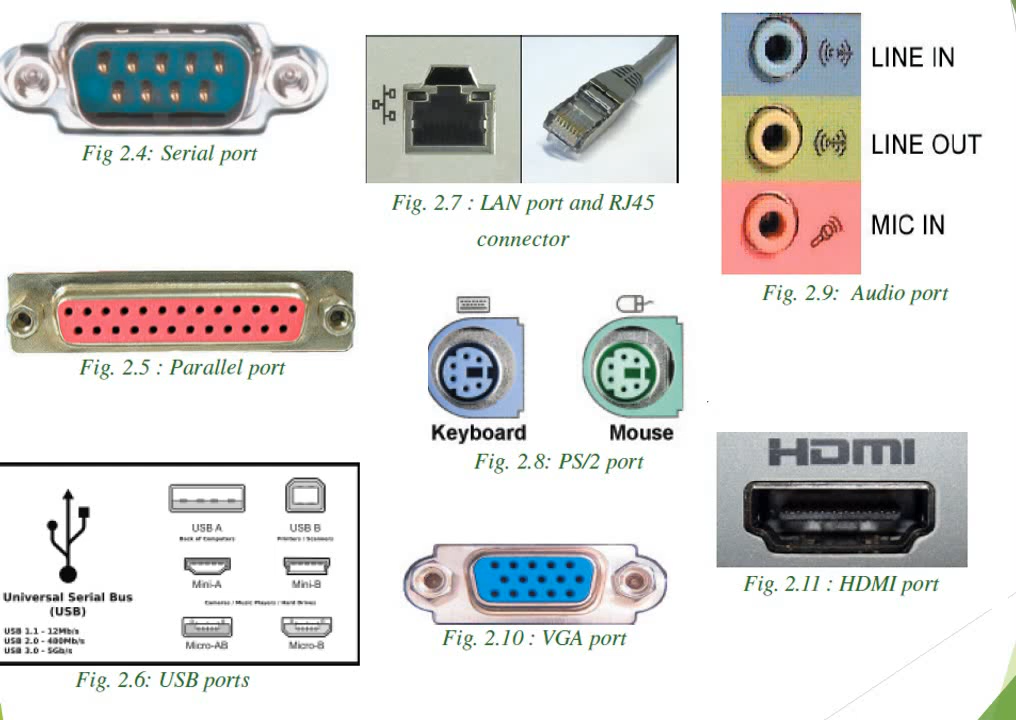 Fig 2.4: Serial port
Fig. 2.7 : LAN port and RJ45
connector
LINE IN
LINE OUT
MIC IN
Fig. 2.9: Audio port
Fig. 2.5 : Parallel port
Keyboard
Mouse
Fig. 2.8: PS/2 port
HDMI
Fig. 2.11 : HDMI port
USB A
Back of Computers
USB B
Printers / Scanners
Mini-A
Mini-B
Cameras / Music Players / Hard Drives
Micro-AB
Micro-B
Universal Serial Bus
(USB)
USB 1.1 - 12Mb/s
USB 2.0 - 480Mb/s
USB 3.0 - 5Gb/s
Fig. 2.6: USB ports
Fig. 2.10 : VGA port